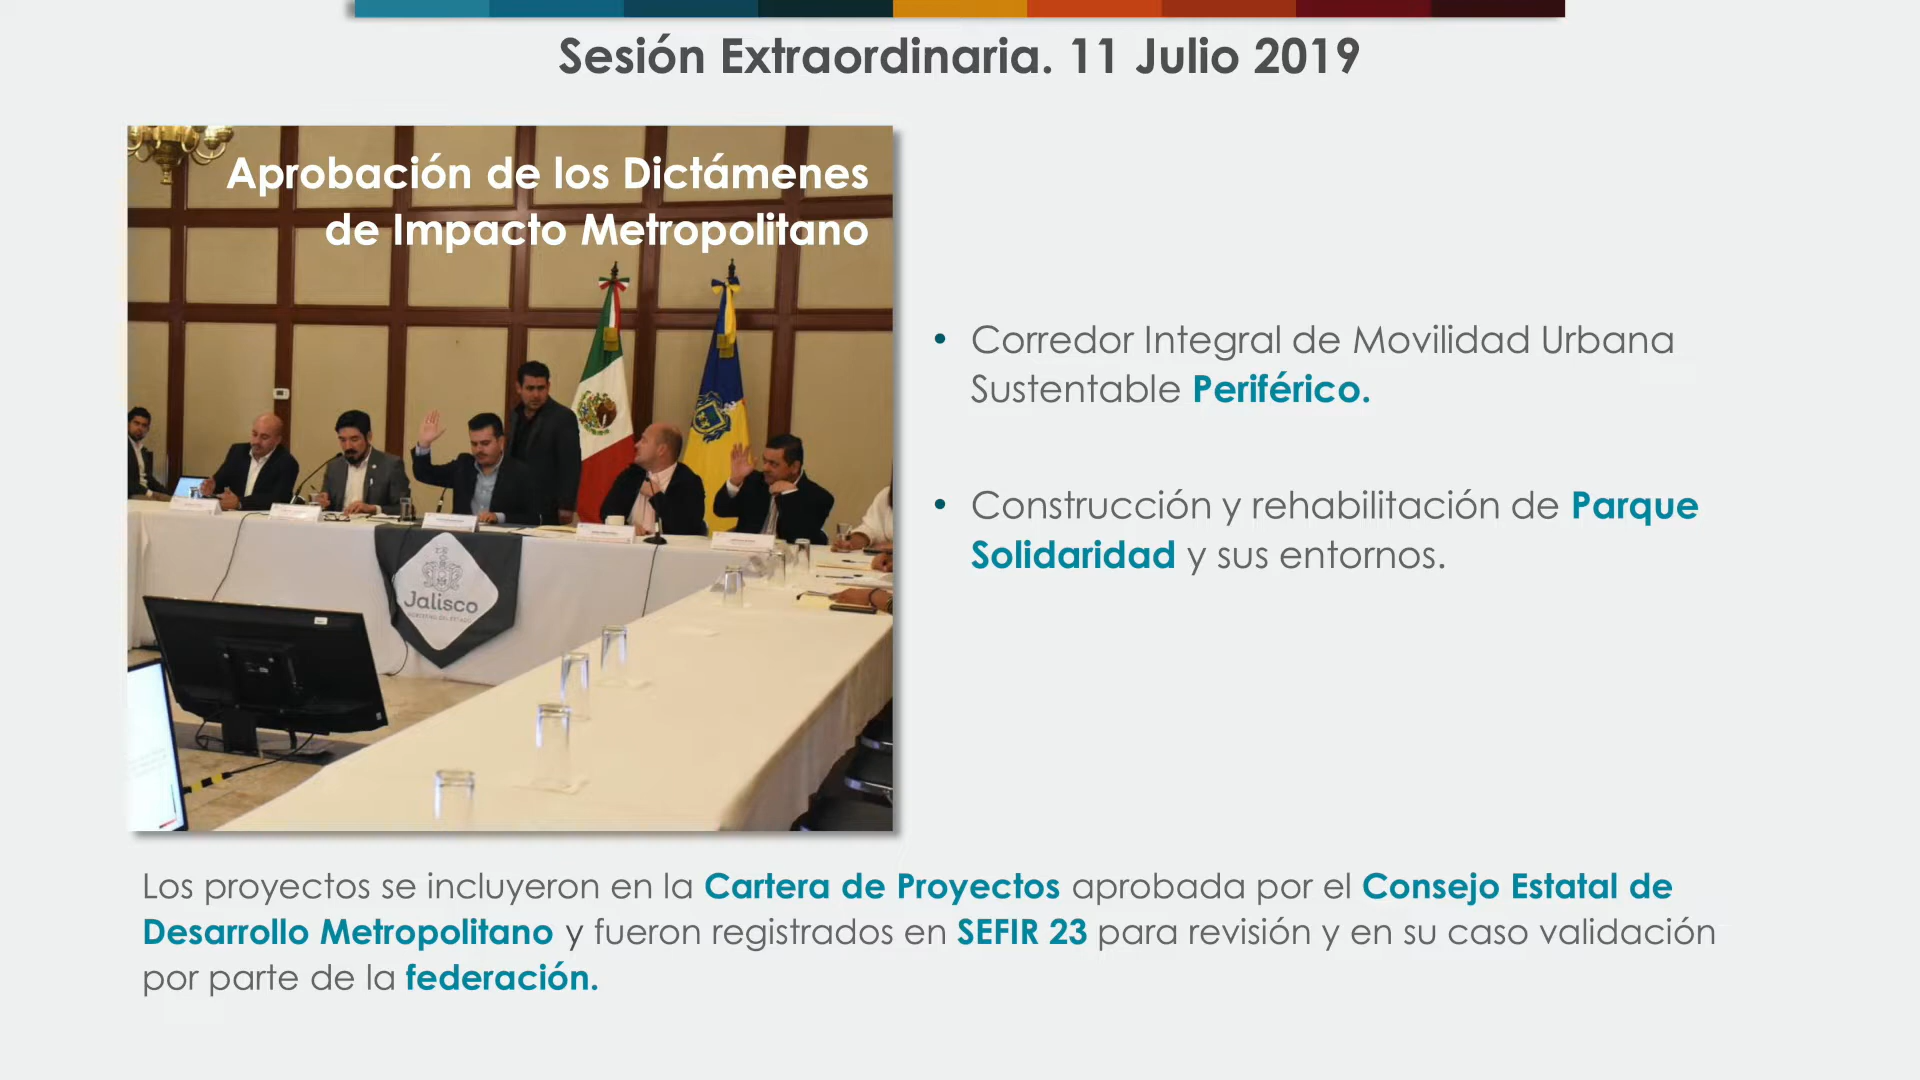 Sesión Extraordinaria. 11 Julio 2019
Aprobación de los Dictámenes
de Impacto Metropolitano
• Corredor Integral de Movilidad Urbana
Sustentable Periférico.
• Construcción y rehabilitación de Parque
Solidaridad y sus entornos.
Jalisco
Los proyectos se incluyeron en la Cartera de Proyectos aprobada por el Consejo Estatal de
Desarrollo Metropolitano y fueron registrados en SEFIR 23 para revisión y en su caso validación
por parte de la federación.